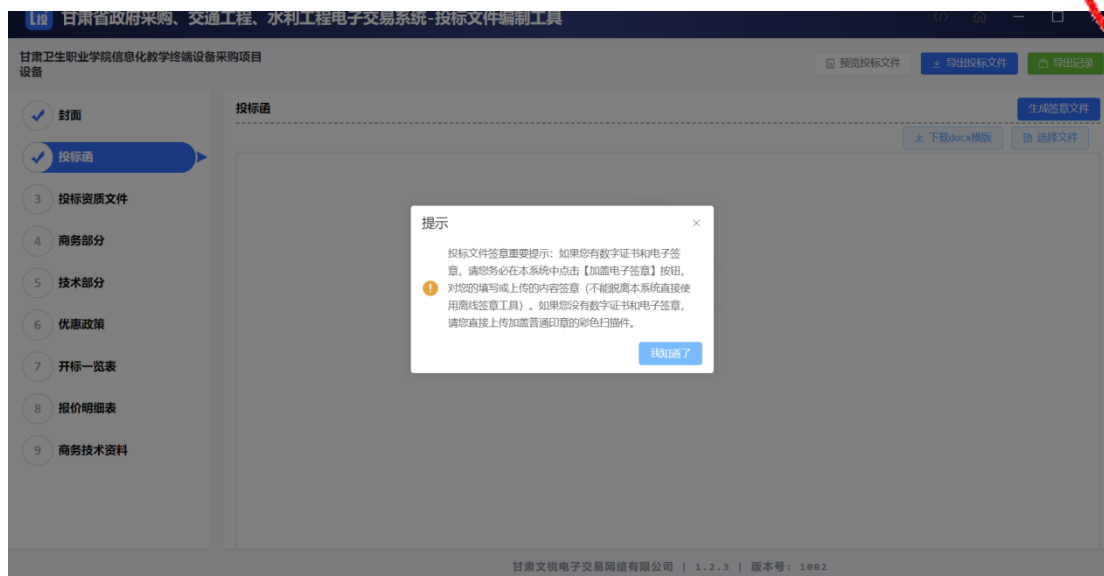 L投 甘肃省政府采购、交通工程、水利工程电子交易系统-投标文件编制工具
甘肃卫生职业学院信息化教学终端设备采购项目
设备
预览投标文件 导出投标文件 导出记录
封面
投标函
3 投标资质文件
4 商务部分
5 技术部分
6 优惠政策
7 开标一览表
8 报价明细表
9 商务技术资料
投标函
生成签章文件
下载docx模版 选择文件
提示
投标文件签章重要提示：如果您有数字证书和电子签
章，请您务必在本系统中点击【加盖电子签章】按钮，
对您的填写或上传的内容签章（不能脱离本系统直接使
用离线签章工具）。如果您没有数字证书和电子签章，
请您直接上传加盖普通印章的彩色扫描件。
我知道了
甘肃文锐电子交易网络有限公司 | 1.2.3 | 版本号: 1002